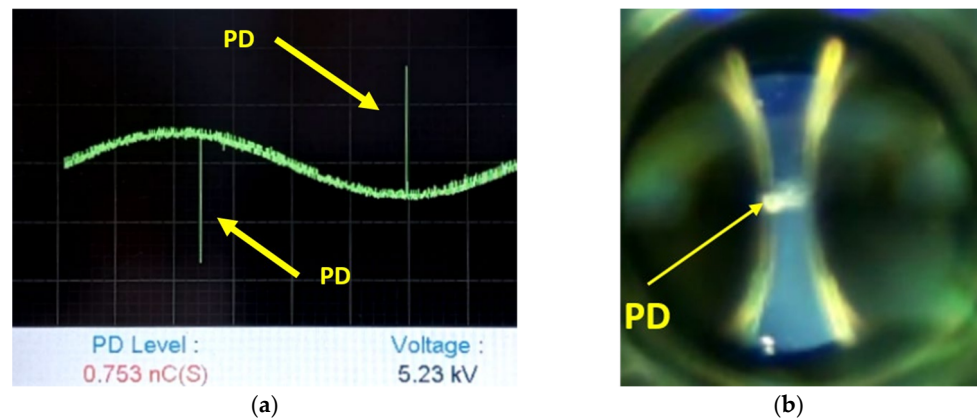 PD
PD
PD Level : Voltage :
0.753 nC(S) 5.23 kV
PD
(a) (b)